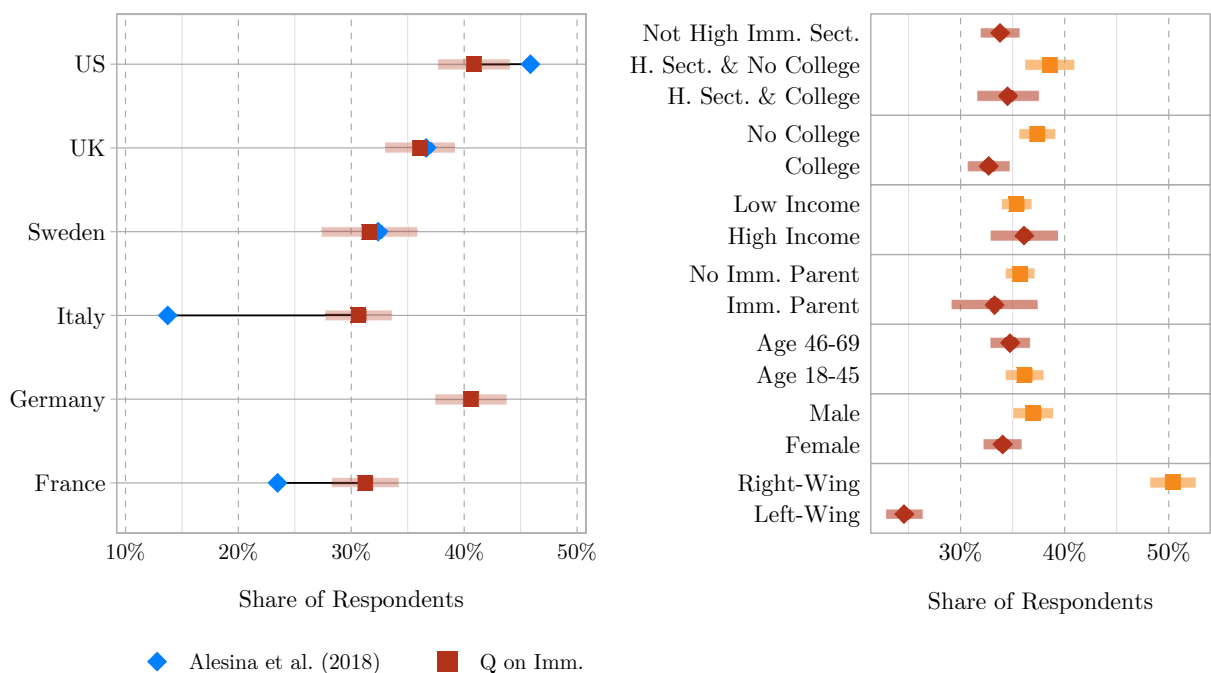 US
UK
Sweden
Italy
Germany
France
10% 20% 30% 40% 50%
Share of Respondents
Alesina et al. (2018) Q on Imm.
Not High Imm. Sect.
H. Sect. & No College
H. Sect. & College
No College
College
Low Income
High Income
No Imm. Parent
Imm. Parent
Age 46-69
Age 18-45
Male
Female
Right-Wing
Left-Wing
30% 40% 50%
Share of Respondents